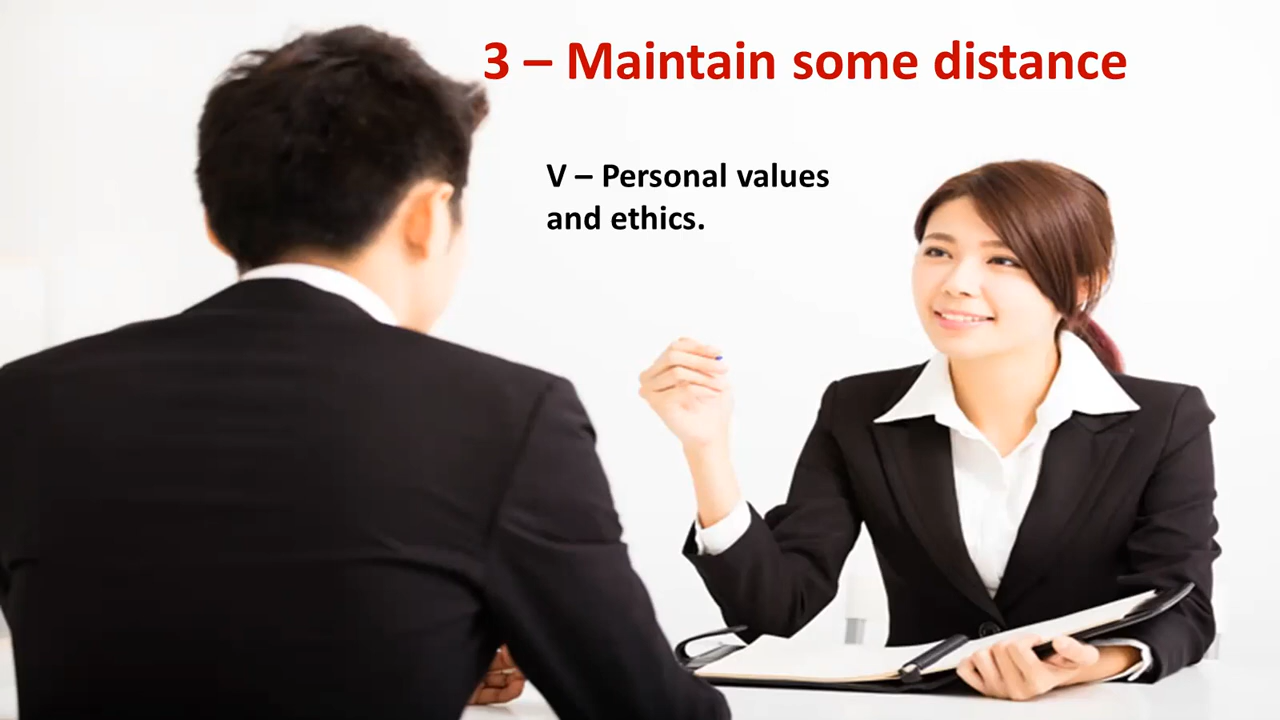 3 – Maintain some distance
V – Personal values
and ethics.